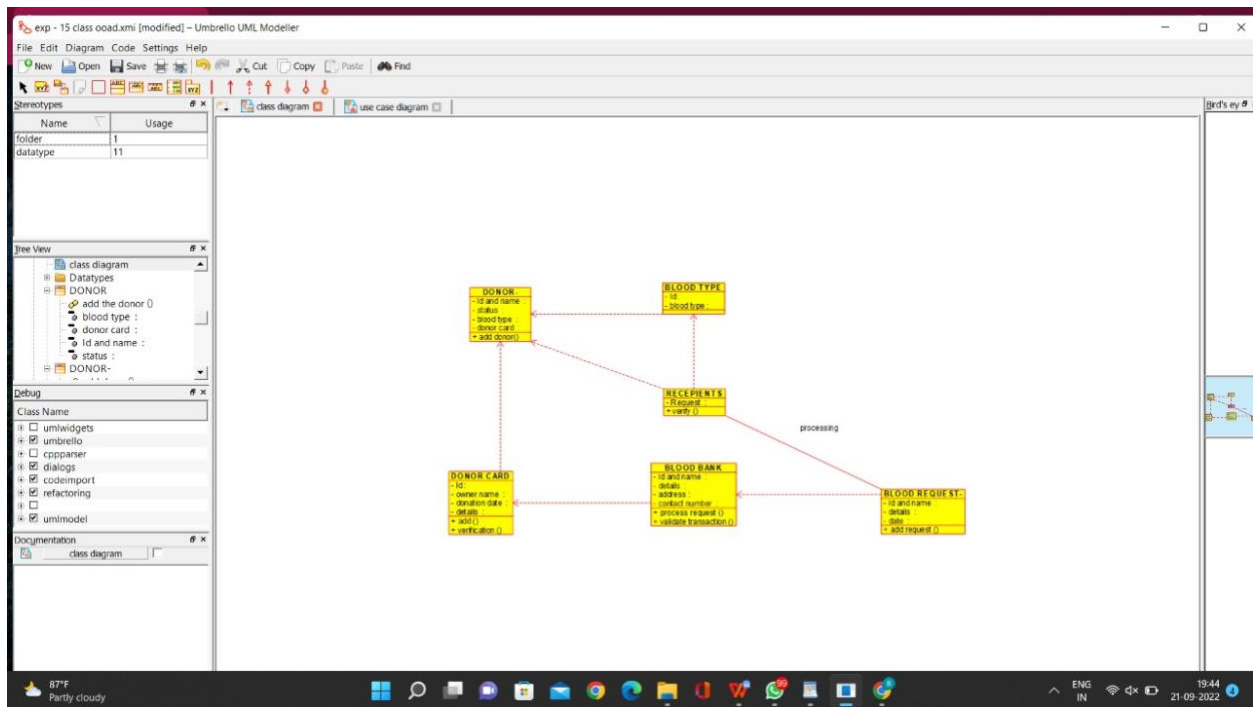 exp - 15 class ooad.xmi [modified] – Umbrello UML Modeller
File Edit Diagram Code Settings Help
New Open Save Cut Copy Paste Find
Stereotypes
class diagram use case diagram
Bird's ey
Name Usage
folder 1
datatype 11
Tree View
class diagram
Datatypes
DONOR
add the donor ()
blood type :
donor card :
Id and name :
status :
DONOR-
Debug
Class Name
umlwidgets
umbrello
cppparser
dialogs
codeimport
refactoring
umlmodel
Documentation
class diagram
DONOR-
- Id and name :
- status
- blood type :
- donor card
+ add donor()
BLOOD TYPE
- Id:
- blood type :
RECEPIENTS
- Request :
+ verify ()
processing
DONOR CARD
- Id:
- owner name :
- donation date :
- details :
+ add ()
+ verification ()
BLOOD BANK
- Id and name :
- details :
- address :
- contact number :
+ process request ()
+ validate transaction ()
BLOOD REQUEST-
- Id and name :
- details :
- date
+ add request ()
87°F
Partly cloudy
99
ENG
IN
19:44
21-09-2022
4